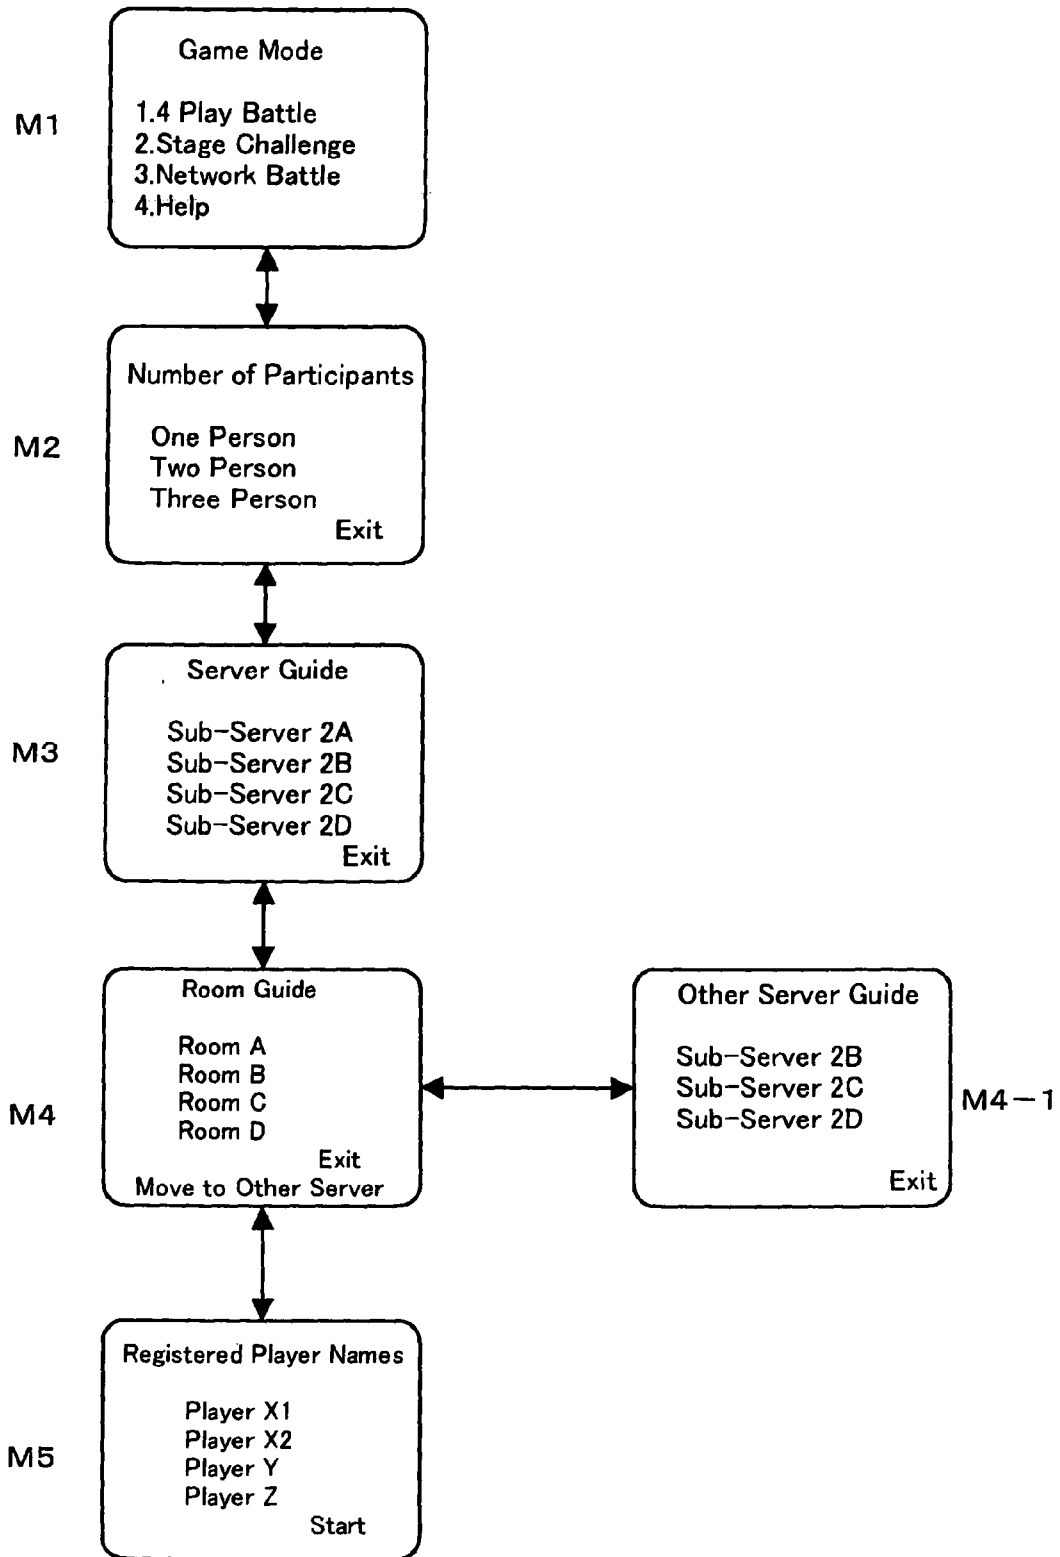 M1
Game Mode
1.4 Play Battle
2.Stage Challenge
3.Network Battle
4.Help
M2
Number of Participants
One Person
Two Person
Three Person
Exit
M3
Server Guide
Sub-Server 2A
Sub-Server 2B
Sub-Server 2C
Sub-Server 2D
Exit
M4
Room Guide
Room A
Room B
Room C
Room D
Exit
Move to Other Server
Other Server Guide
Sub-Server 2B
Sub-Server 2C
Sub-Server 2D
Exit
M4-1
M5
Registered Player Names
Player X1
Player X2
Player Y
Player Z
Start